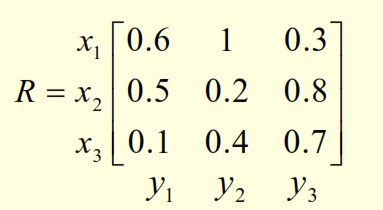 x₁ 0.6 1 0.3
R = x₂ 0.5 0.2 0.8
x₃ 0.1 0.4 0.7
y₁ y₂ y₃